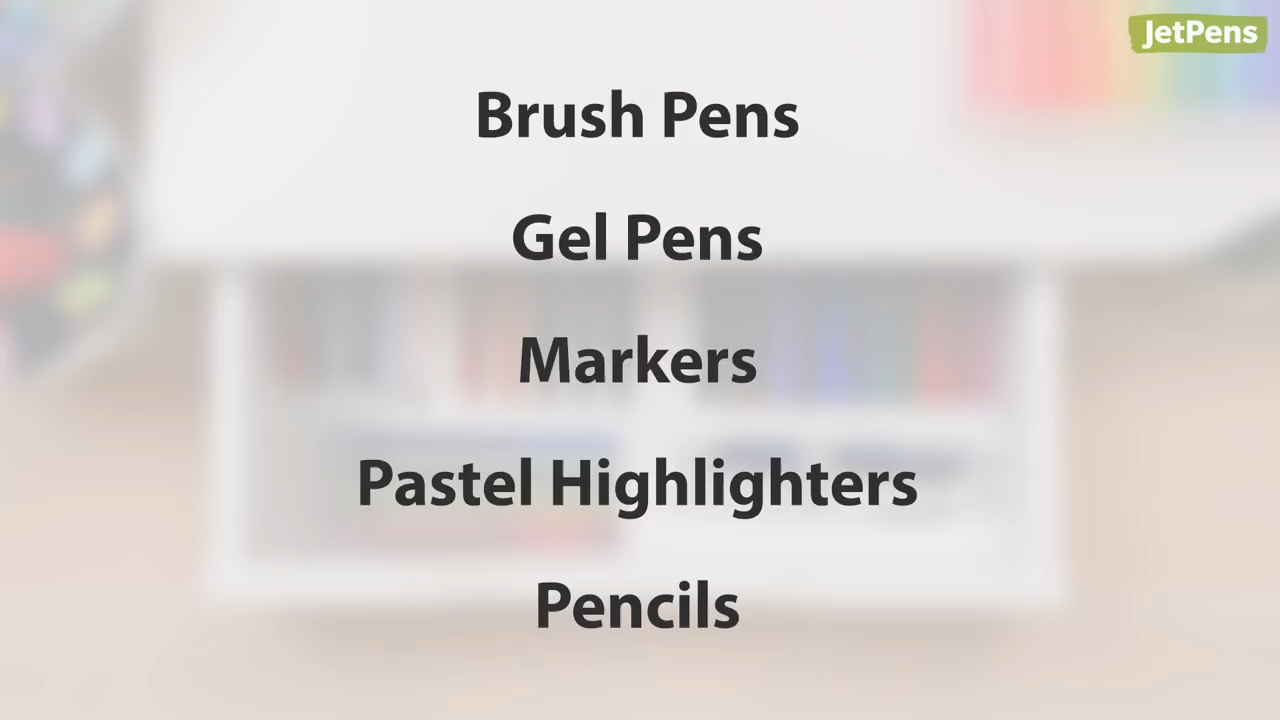 JetPens
Brush Pens
Gel Pens
Markers
Pastel Highlighters
Pencils